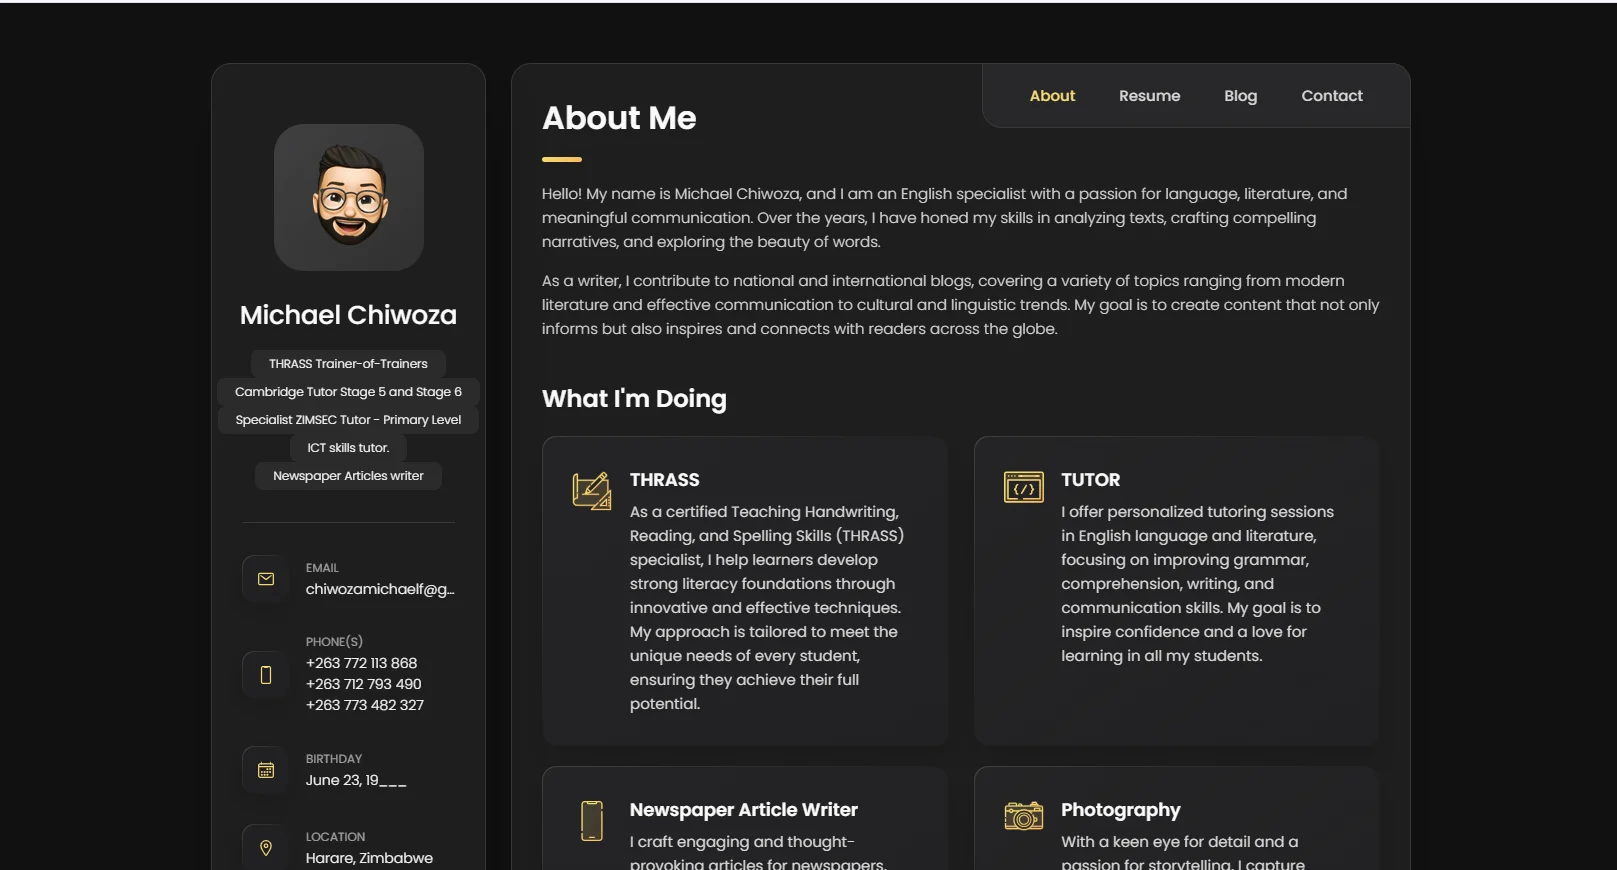 Michael Chiwoza
THRASS Trainer-of-Trainers
Cambridge Tutor Stage 5 and Stage 6
Specialist ZIMSEC Tutor - Primary Level
ICT skills tutor.
Newspaper Articles writer
EMAIL
chiwozamichaelf@g...
PHONE(S)
+263 772 113 868
+263 712 793 490
+263 773 482 327
BIRTHDAY
June 23, 19___
LOCATION
Harare, Zimbabwe
About
Resume
Blog
Contact
About Me
Hello! My name is Michael Chiwoza, and I am an English specialist with a passion for language, literature, and
meaningful communication. Over the years, I have honed my skills in analyzing texts, crafting compelling
narratives, and exploring the beauty of words.
As a writer, I contribute to national and international blogs, covering a variety of topics ranging from modern
literature and effective communication to cultural and linguistic trends. My goal is to create content that not only
informs but also inspires and connects with readers across the globe.
What I'm Doing
THRASS
As a certified Teaching Handwriting,
Reading, and Spelling Skills (THRASS)
specialist, I help learners develop
strong literacy foundations through
innovative and effective techniques.
My approach is tailored to meet the
unique needs of every student,
ensuring they achieve their full
potential.
TUTOR
I offer personalized tutoring sessions
in English language and literature,
focusing on improving grammar,
comprehension, writing, and
communication skills. My goal is to
inspire confidence and a love for
learning in all my students.
Newspaper Article Writer
I craft engaging and thought-
provoking articles for newspapers,
Photography
With a keen eye for detail and a
passion for storytelling, I capture